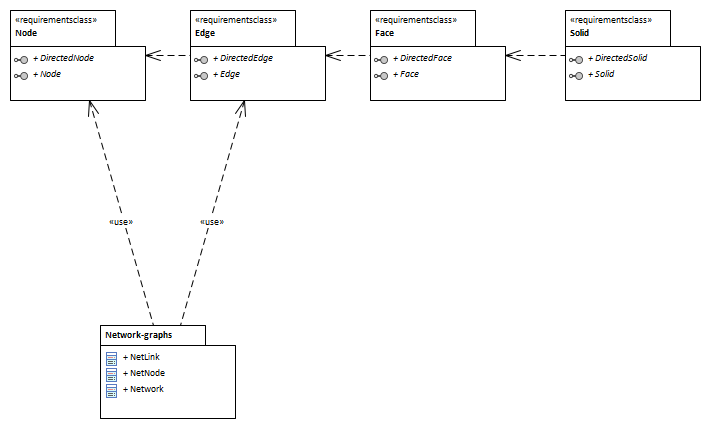 «requirementsclass»
Node
+ DirectedNode
+ Node
«requirementsclass»
Edge
+ DirectedEdge
+ Edge
«requirementsclass»
Face
+ DirectedFace
+ Face
«requirementsclass»
Solid
+ DirectedSolid
+ Solid
«use»
«use»
Network-graphs
+ NetLink
+ NetNode
+ Network